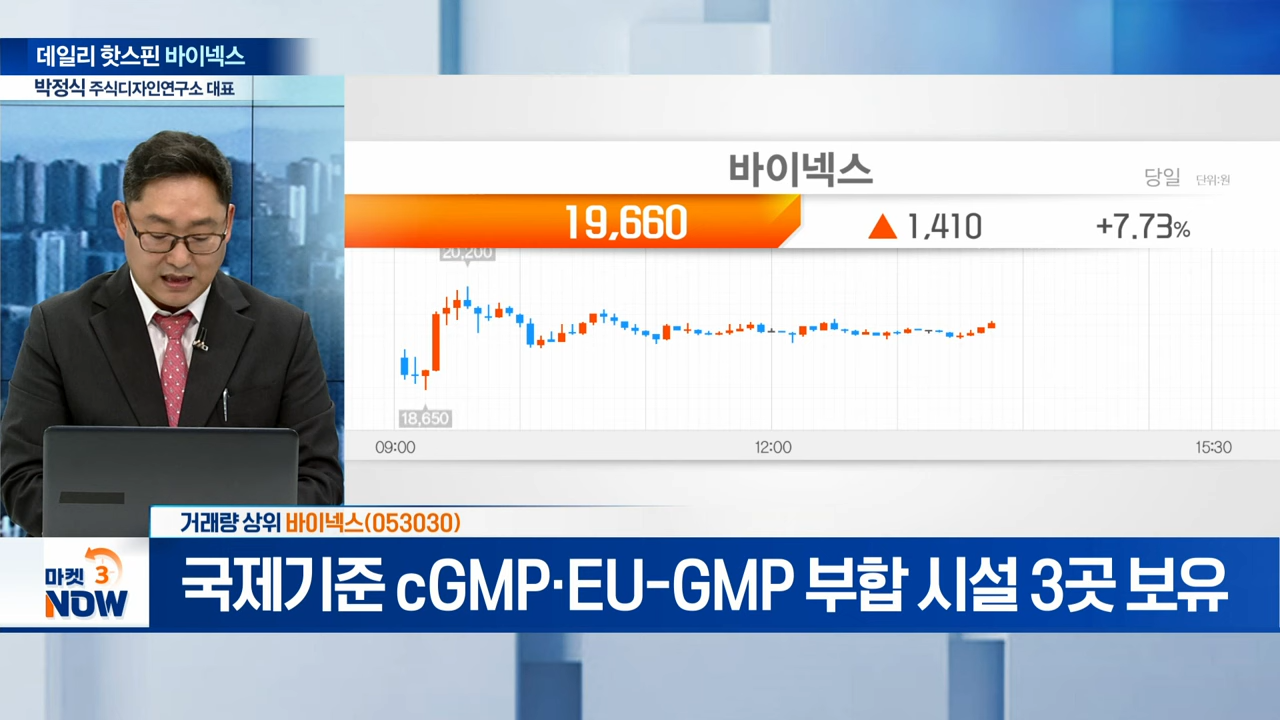 데일리 핫스핀 바이넥스
박정식 주식디자인연구소 대표
바이넥스
당일 단위:원
19,660 ▲ 1,410 +7.73%
20,200
18,650
09:00 12:00 15:30
거래량 상위 바이넥스(053030)
마켓 3
NOW
국제기준 cGMP·EU-GMP 부합 시설 3곳 보유